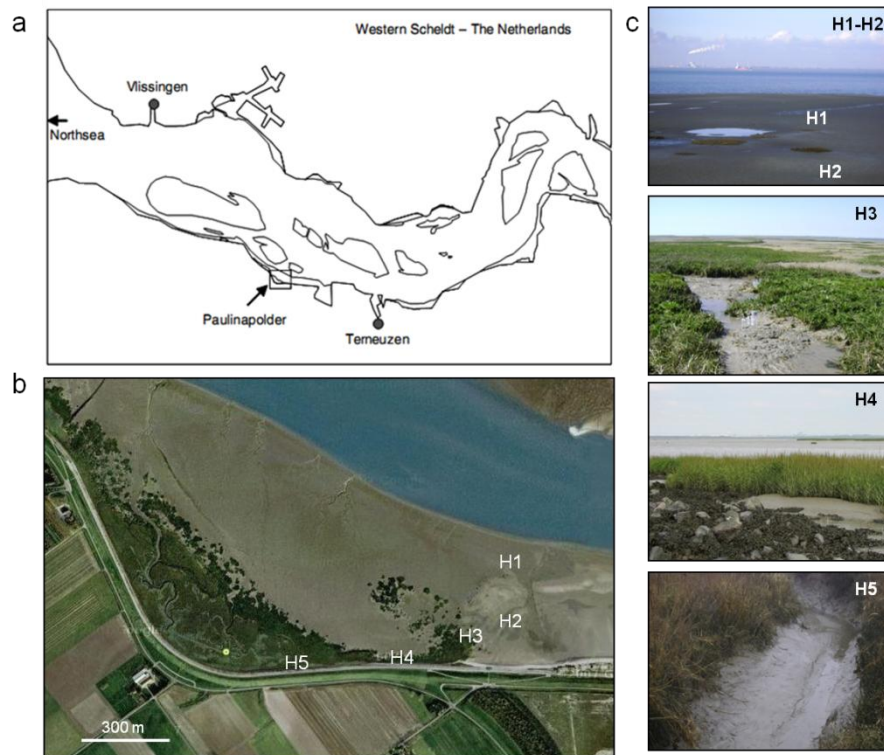 a
Western Scheldt – The Netherlands
Vlissingen
Northsea
Paulinapolder
Terneuzen
b
H1
H2
H3
H4
H5
300 m
c
H1-H2
H1
H2
H3
H4
H5